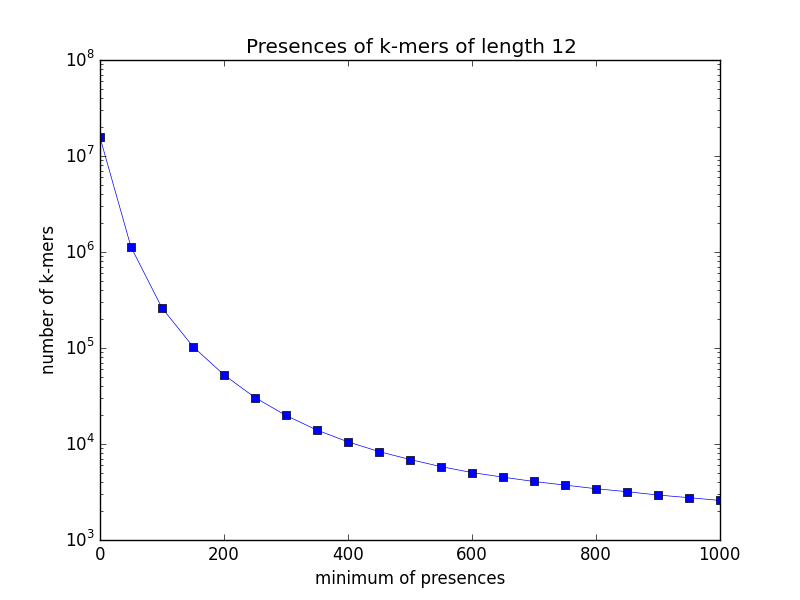 Presences of k-mers of length 12
10^8
10^7
10^6
10^5
10^4
10^3
number of k-mers
0 200 400 600 800 1000
minimum of presences